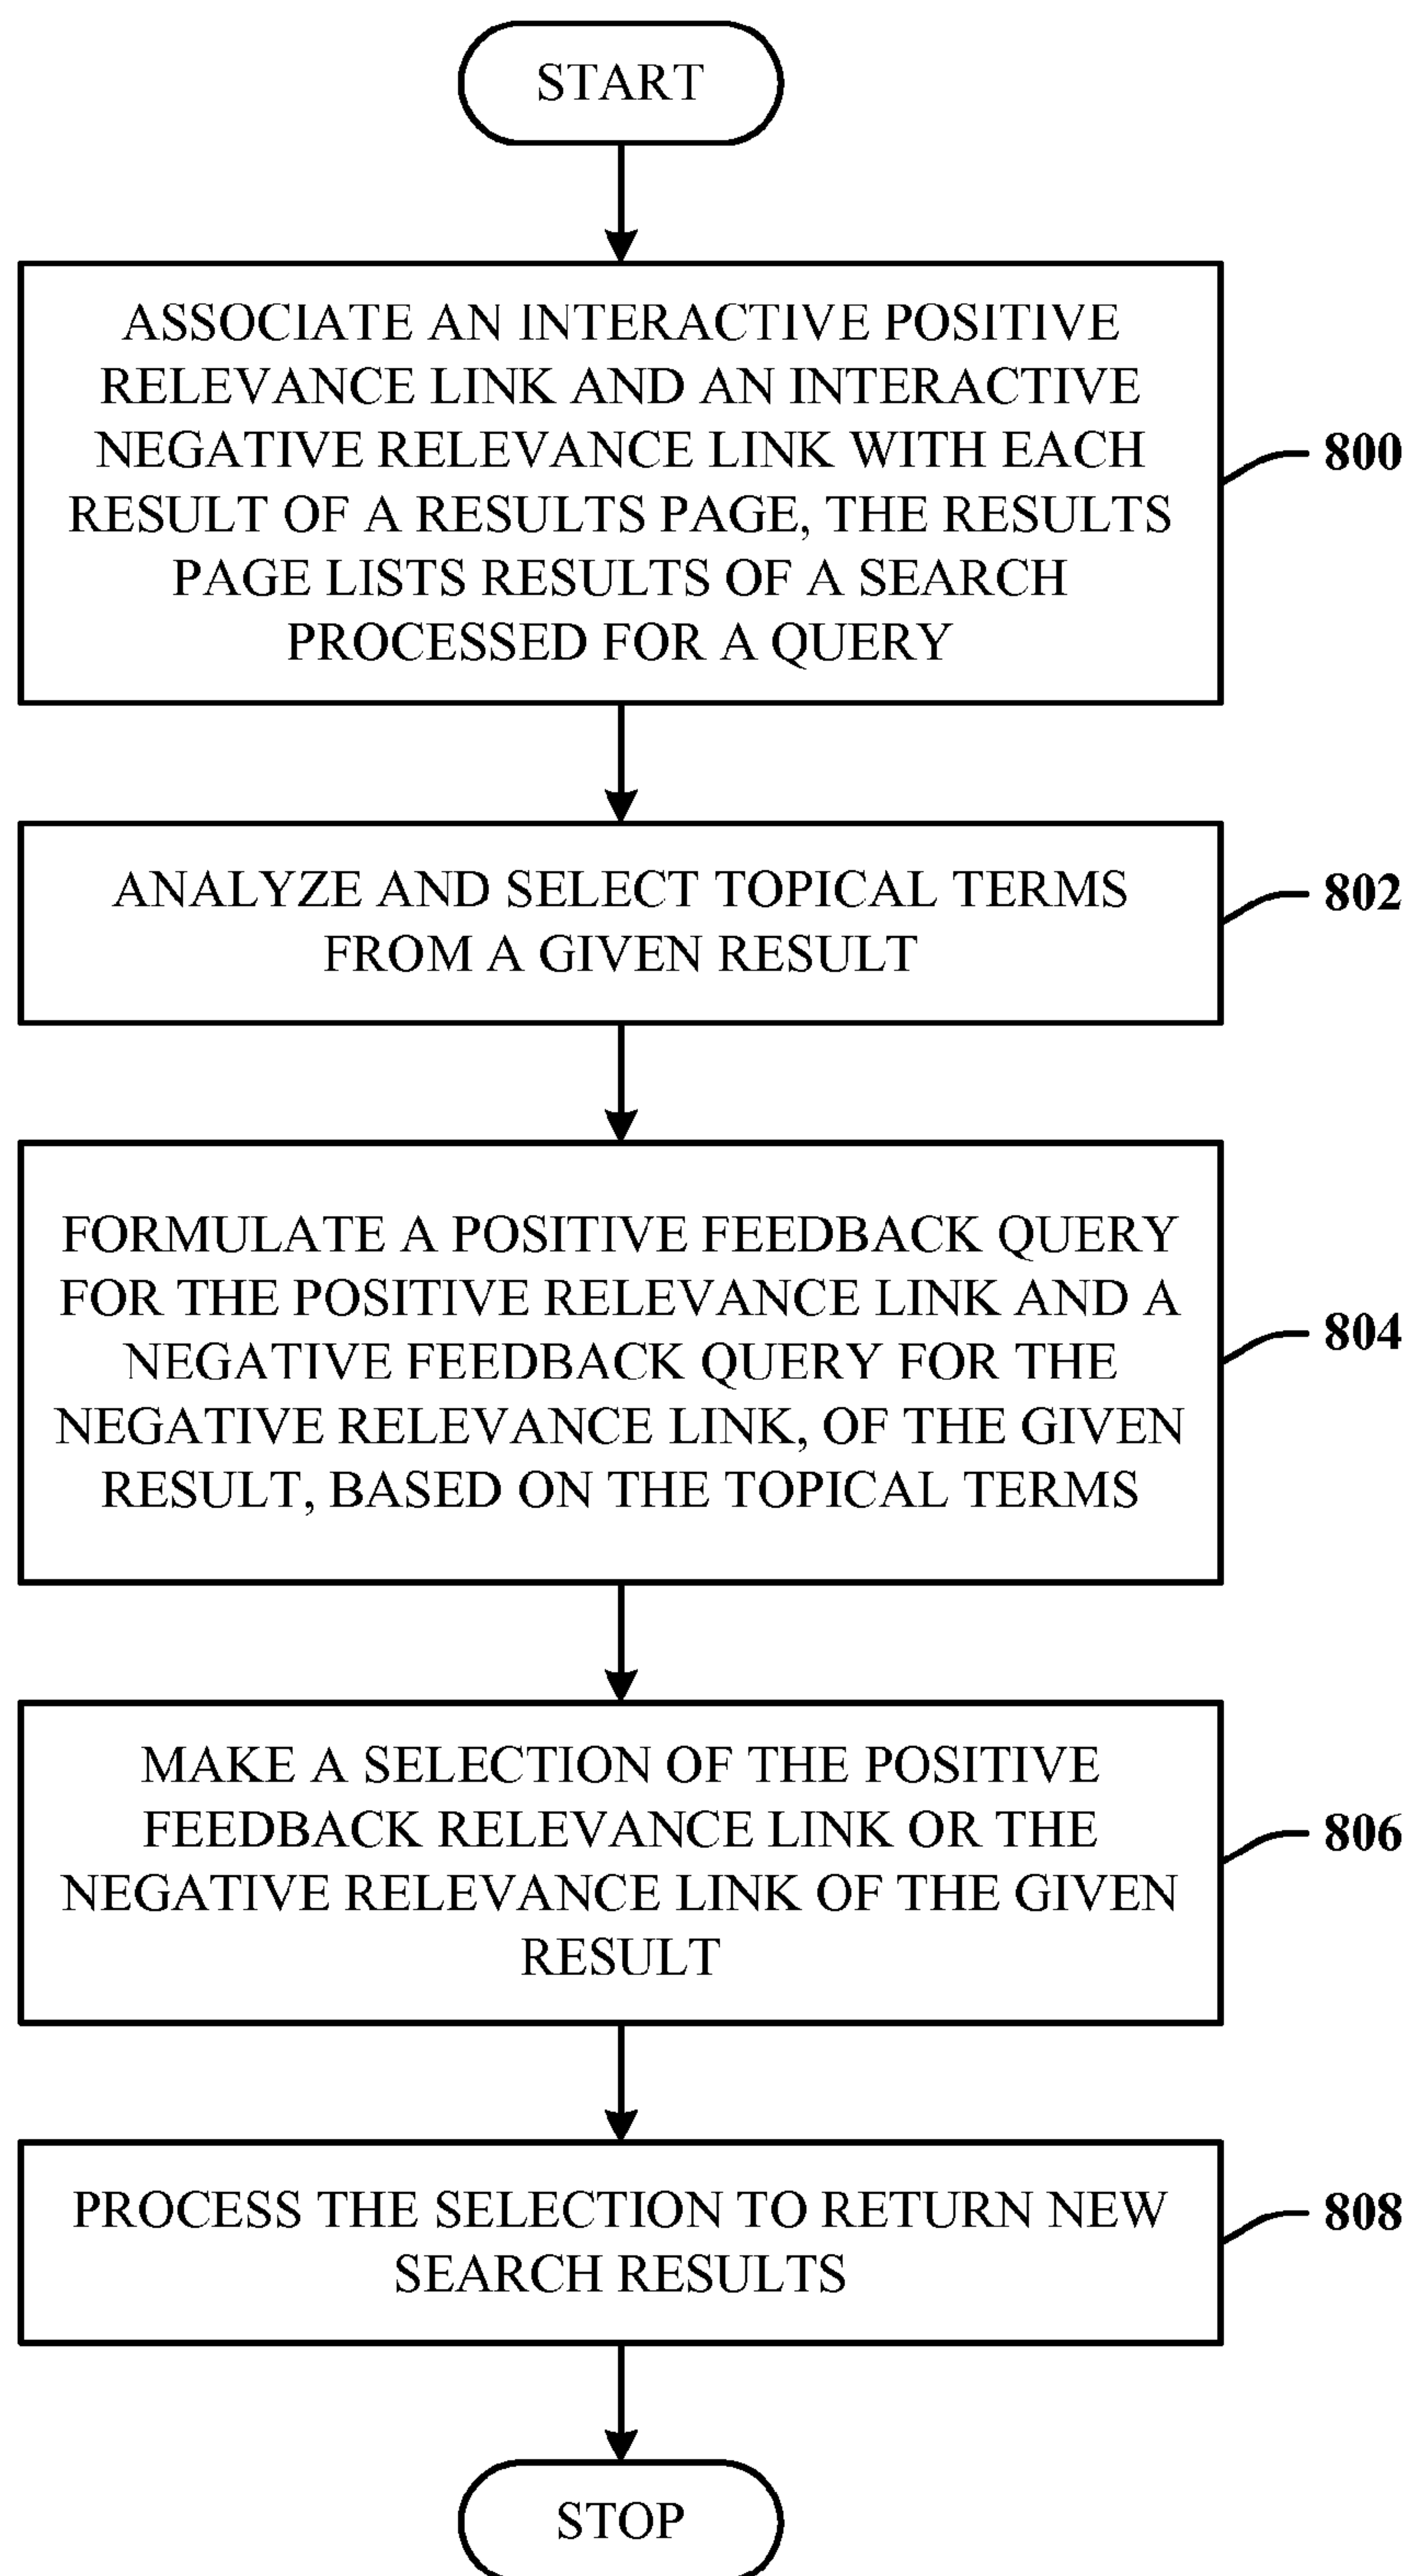 START
ASSOCIATE AN INTERACTIVE POSITIVE
RELEVANCE LINK AND AN INTERACTIVE
NEGATIVE RELEVANCE LINK WITH EACH
RESULT OF A RESULTS PAGE, THE RESULTS
PAGE LISTS RESULTS OF A SEARCH
PROCESSED FOR A QUERY
800
ANALYZE AND SELECT TOPICAL TERMS
FROM A GIVEN RESULT
802
FORMULATE A POSITIVE FEEDBACK QUERY
FOR THE POSITIVE RELEVANCE LINK AND A
NEGATIVE FEEDBACK QUERY FOR THE
NEGATIVE RELEVANCE LINK, OF THE GIVEN
RESULT, BASED ON THE TOPICAL TERMS
804
MAKE A SELECTION OF THE POSITIVE
FEEDBACK RELEVANCE LINK OR THE
NEGATIVE RELEVANCE LINK OF THE GIVEN
RESULT
806
PROCESS THE SELECTION TO RETURN NEW
SEARCH RESULTS
808
STOP